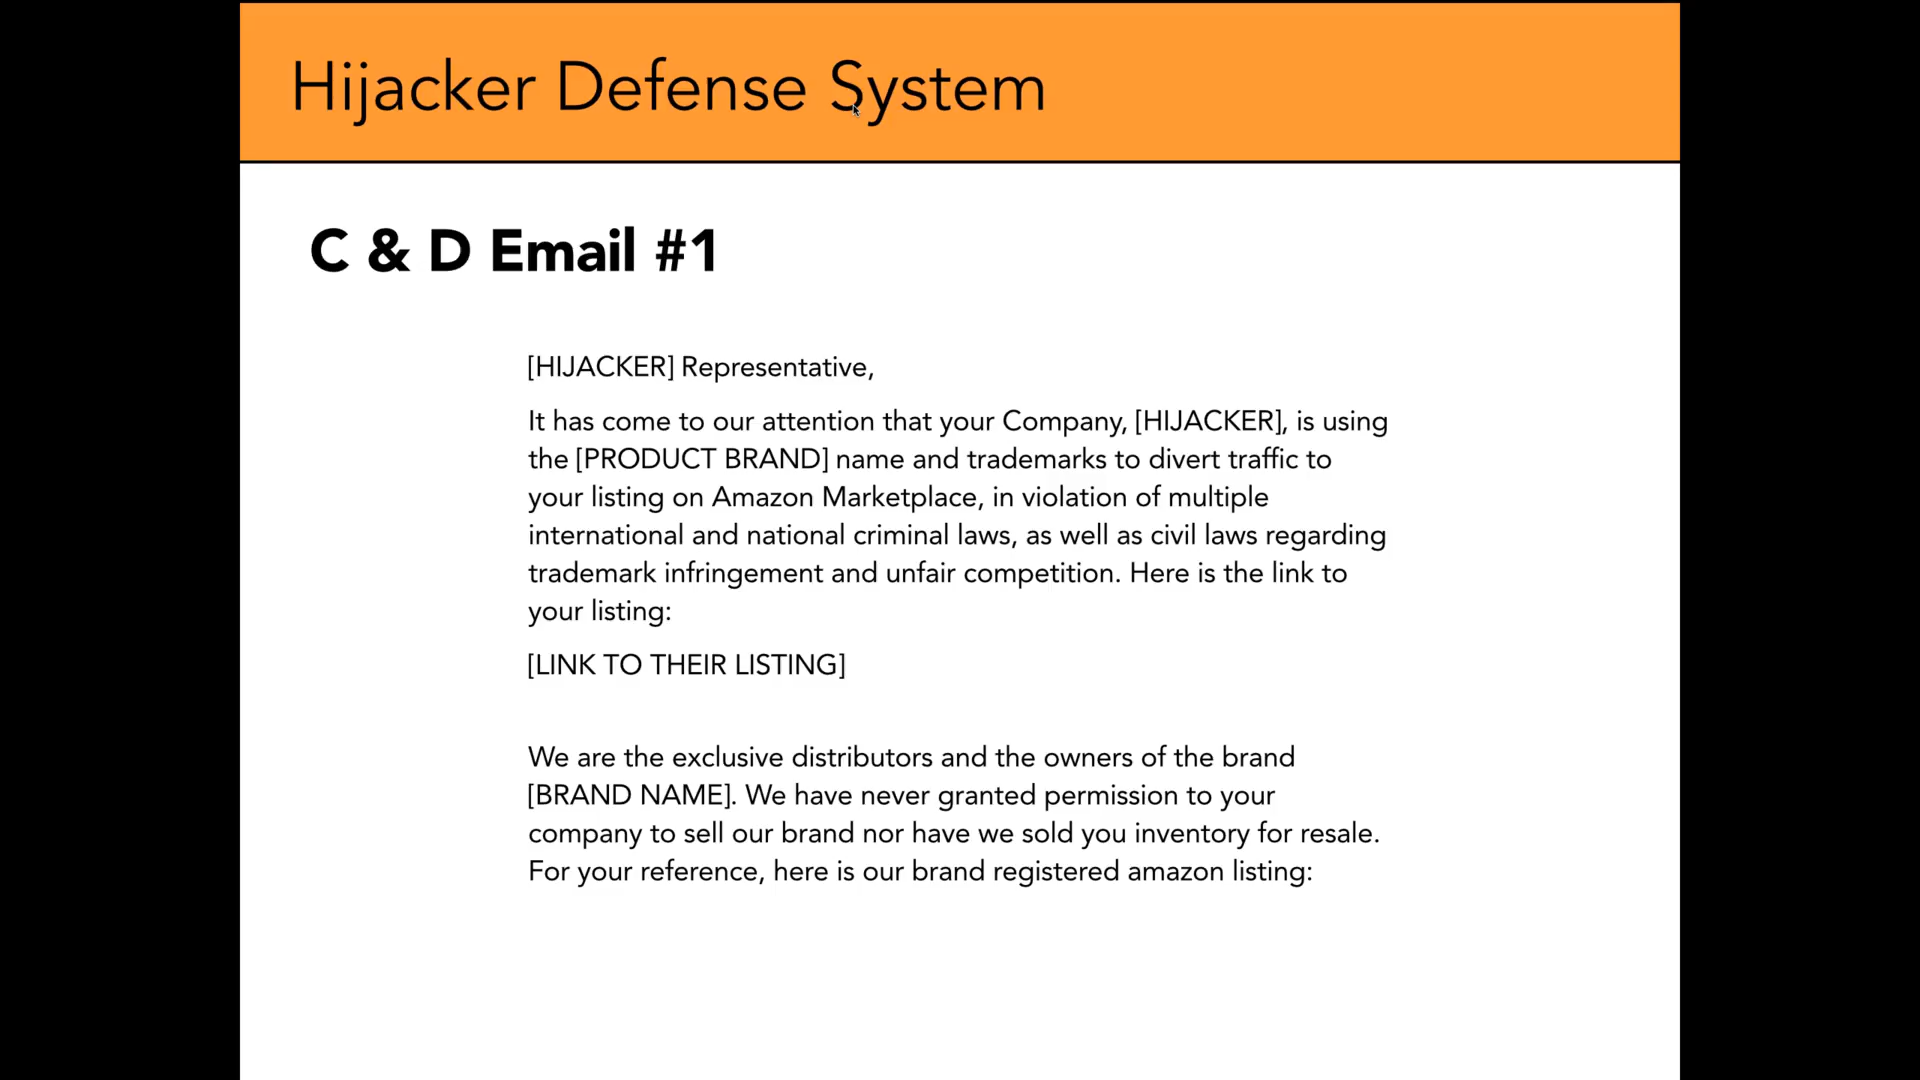 Hijacker Defense System
C & D Email #1
[HIJACKER] Representative,
It has come to our attention that your Company, [HIJACKER], is using
the [PRODUCT BRAND] name and trademarks to divert traffic to
your listing on Amazon Marketplace, in violation of multiple
international and national criminal laws, as well as civil laws regarding
trademark infringement and unfair competition. Here is the link to
your listing:
[LINK TO THEIR LISTING]
We are the exclusive distributors and the owners of the brand
[BRAND NAME]. We have never granted permission to your
company to sell our brand nor have we sold you inventory for resale.
For your reference, here is our brand registered amazon listing: